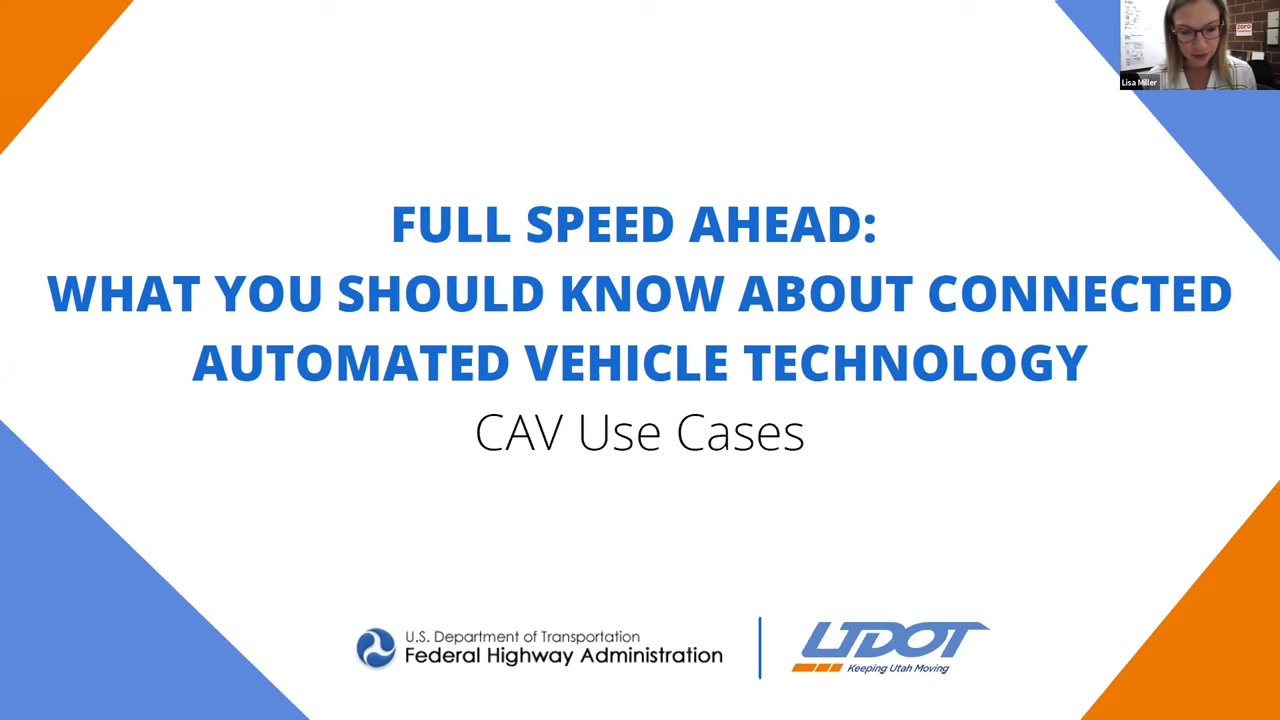 Lisa Miller
FULL SPEED AHEAD:
WHAT YOU SHOULD KNOW ABOUT CONNECTED
AUTOMATED VEHICLE TECHNOLOGY
CAV Use Cases
U.S. Department of Transportation
Federal Highway Administration
UDOT
Keeping Utah Moving